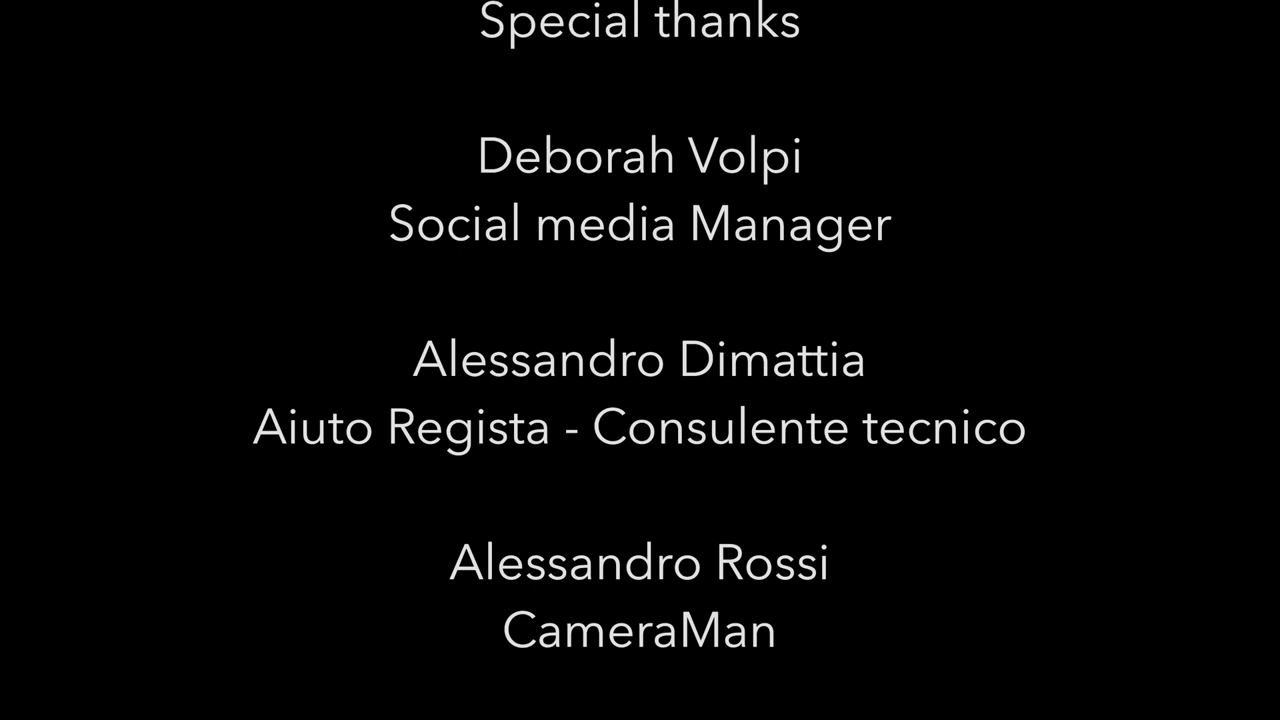 Special thanks
Deborah Volpi
Social media Manager
Alessandro Dimattia
Aiuto Regista - Consulente tecnico
Alessandro Rossi
CameraMan